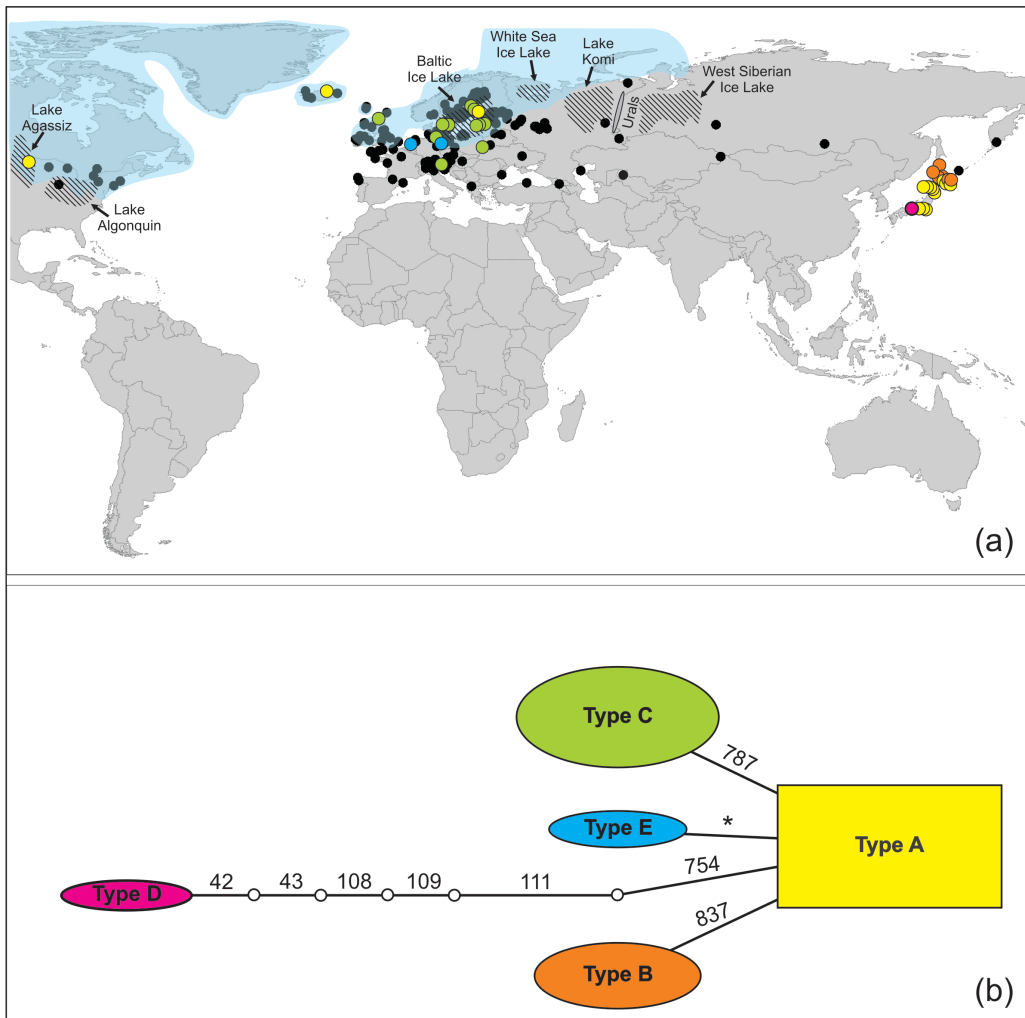 White Sea
Ice Lake
Lake
Komi
Baltic
Ice Lake
West Siberian
Ice Lake
Urals
Lake
Agassiz
Lake
Algonquin
(a)
Type C
787
Type E
*
Type A
754
Type D
42
43
108
109
111
837
Type B
(b)